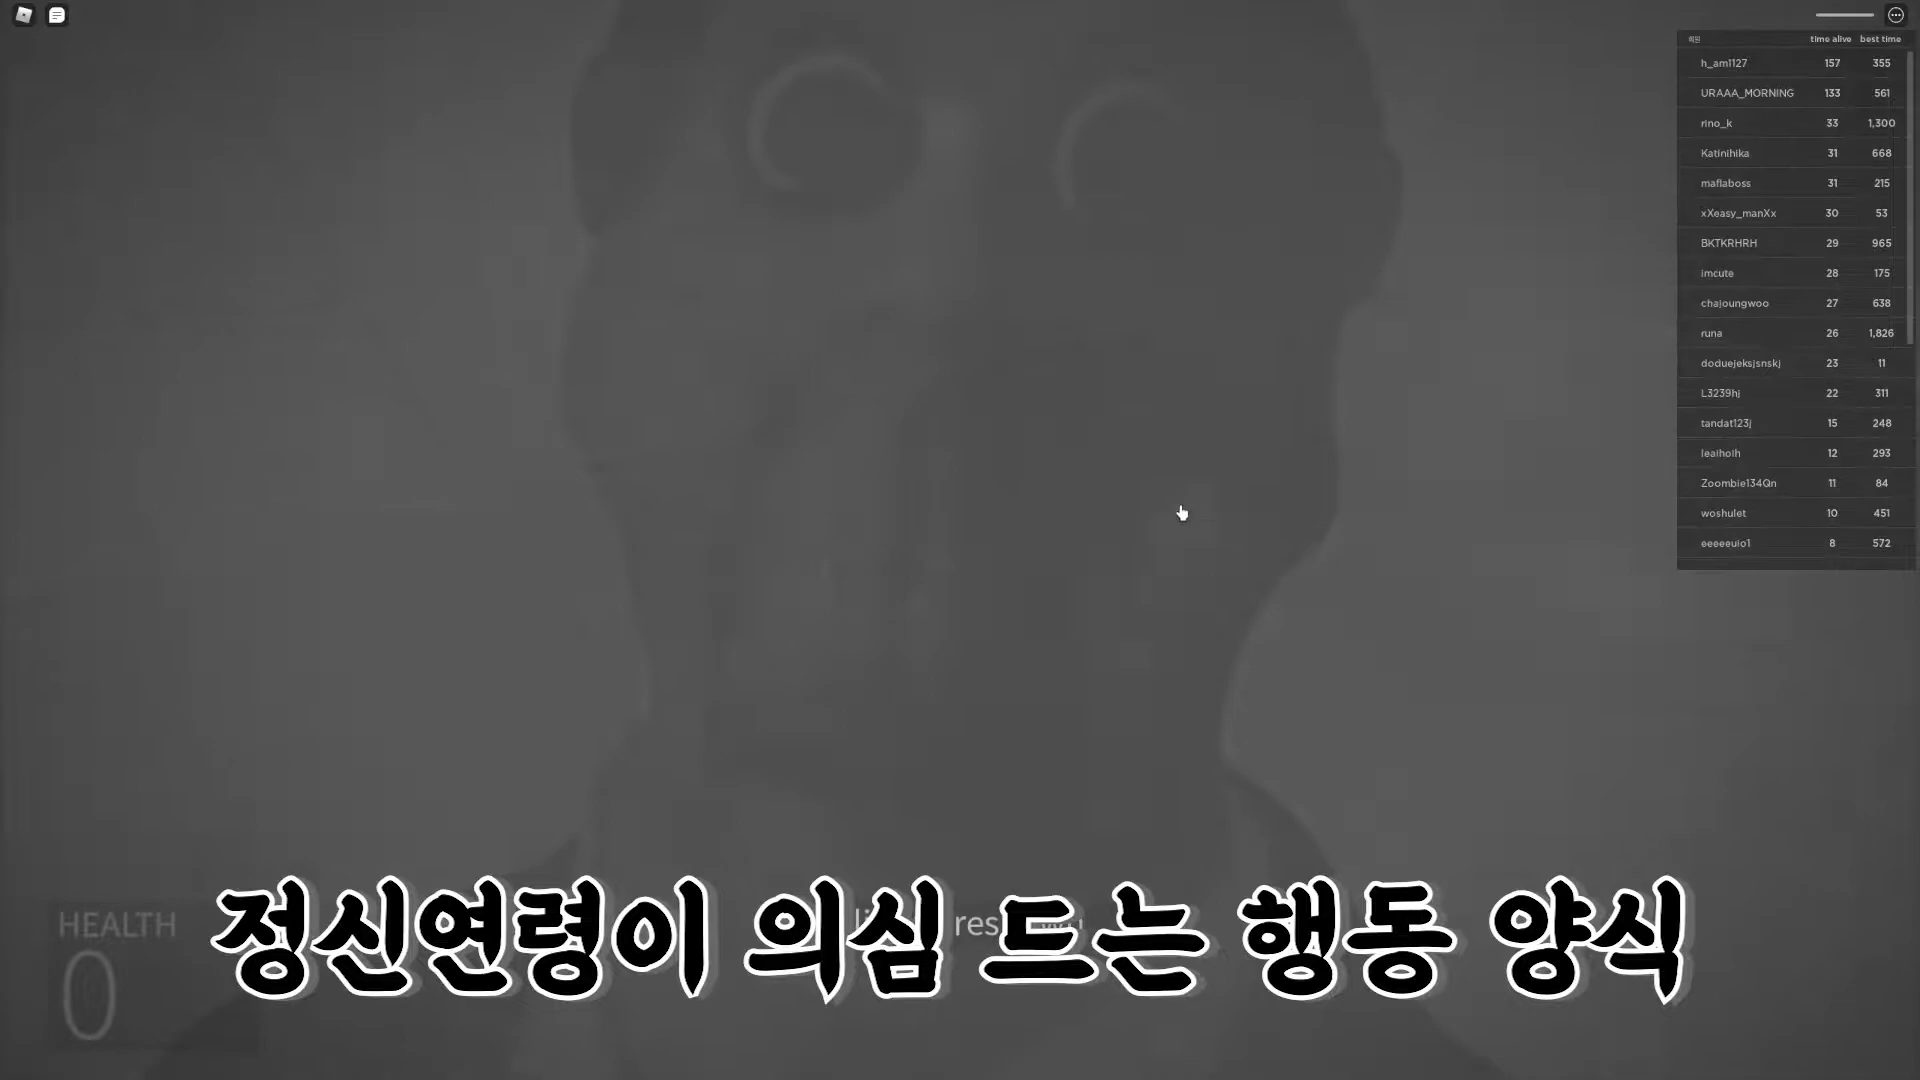 회원 time alive best time
h_am1127 157 355
URAAA_MORNING 133 561
rino_k 33 1,300
Katinihika 31 668
mafiaboss 31 215
xXeasy_manXx 30 53
BKTKRHRH 29 965
imcute 28 175
chajoungwoo 27 638
runa 26 1,826
doduejeksjsnskj 23 11
L3239hj 22 311
tandat123j 15 248
leaihoih 12 293
Zoombie134Qn 11 84
woshulet 10 451
eeeeeuio1 8 572
HEALTH
0
정신연령이 의심 드는 행동 양식